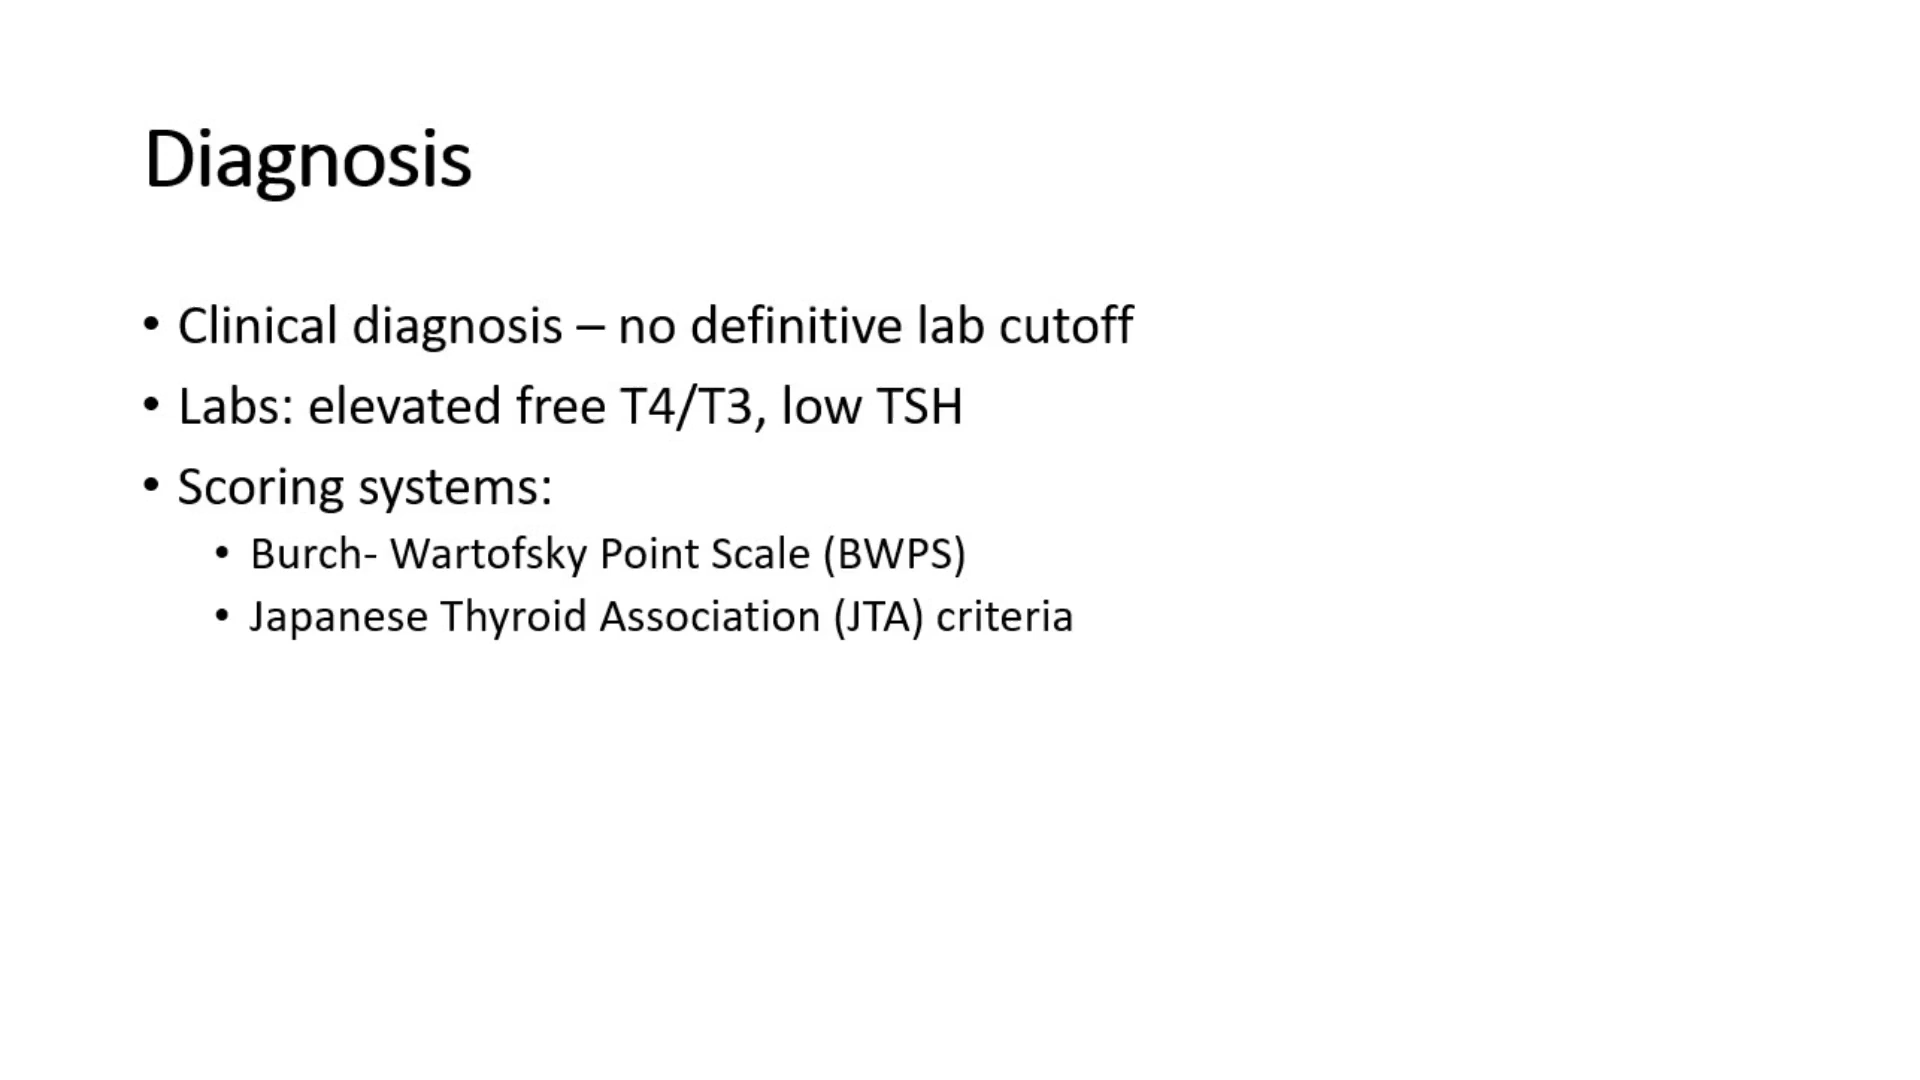 Diagnosis
• Clinical diagnosis – no definitive lab cutoff
• Labs: elevated free T4/T3, low TSH
• Scoring systems:
• Burch- Wartofsky Point Scale (BWPS)
• Japanese Thyroid Association (JTA) criteria